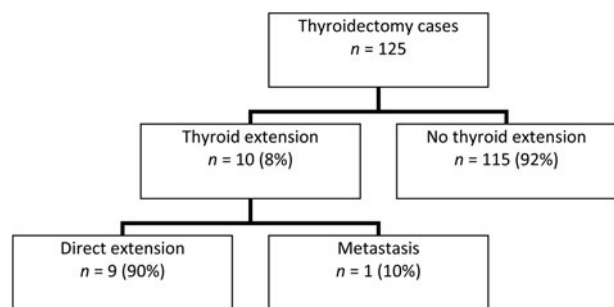 Thyroidectomy cases
n = 125
Thyroid extension
n = 10 (8%)
No thyroid extension
n = 115 (92%)
Direct extension
n = 9 (90%)
Metastasis
n = 1 (10%)